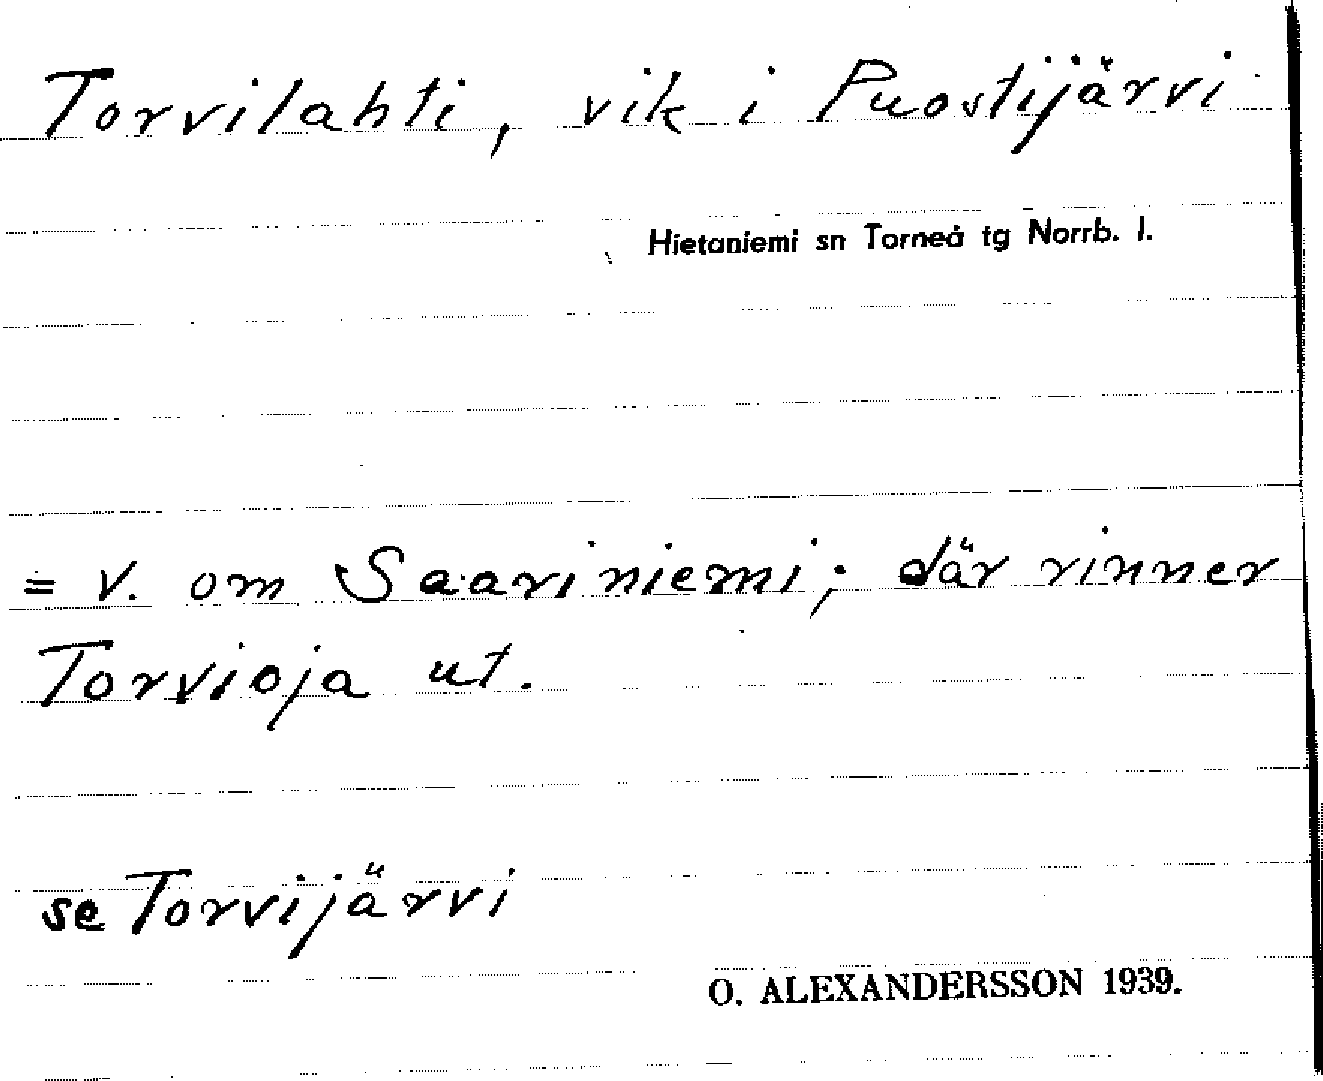 Torvilahti, vik i Puostijärvi
Hietaniemi sn Torneå tg Norrb. l.
= V. om Saariniemi; där rinner
Torvioja ut.
se Torvijärvi
O. ALEXANDERSSON 1939.